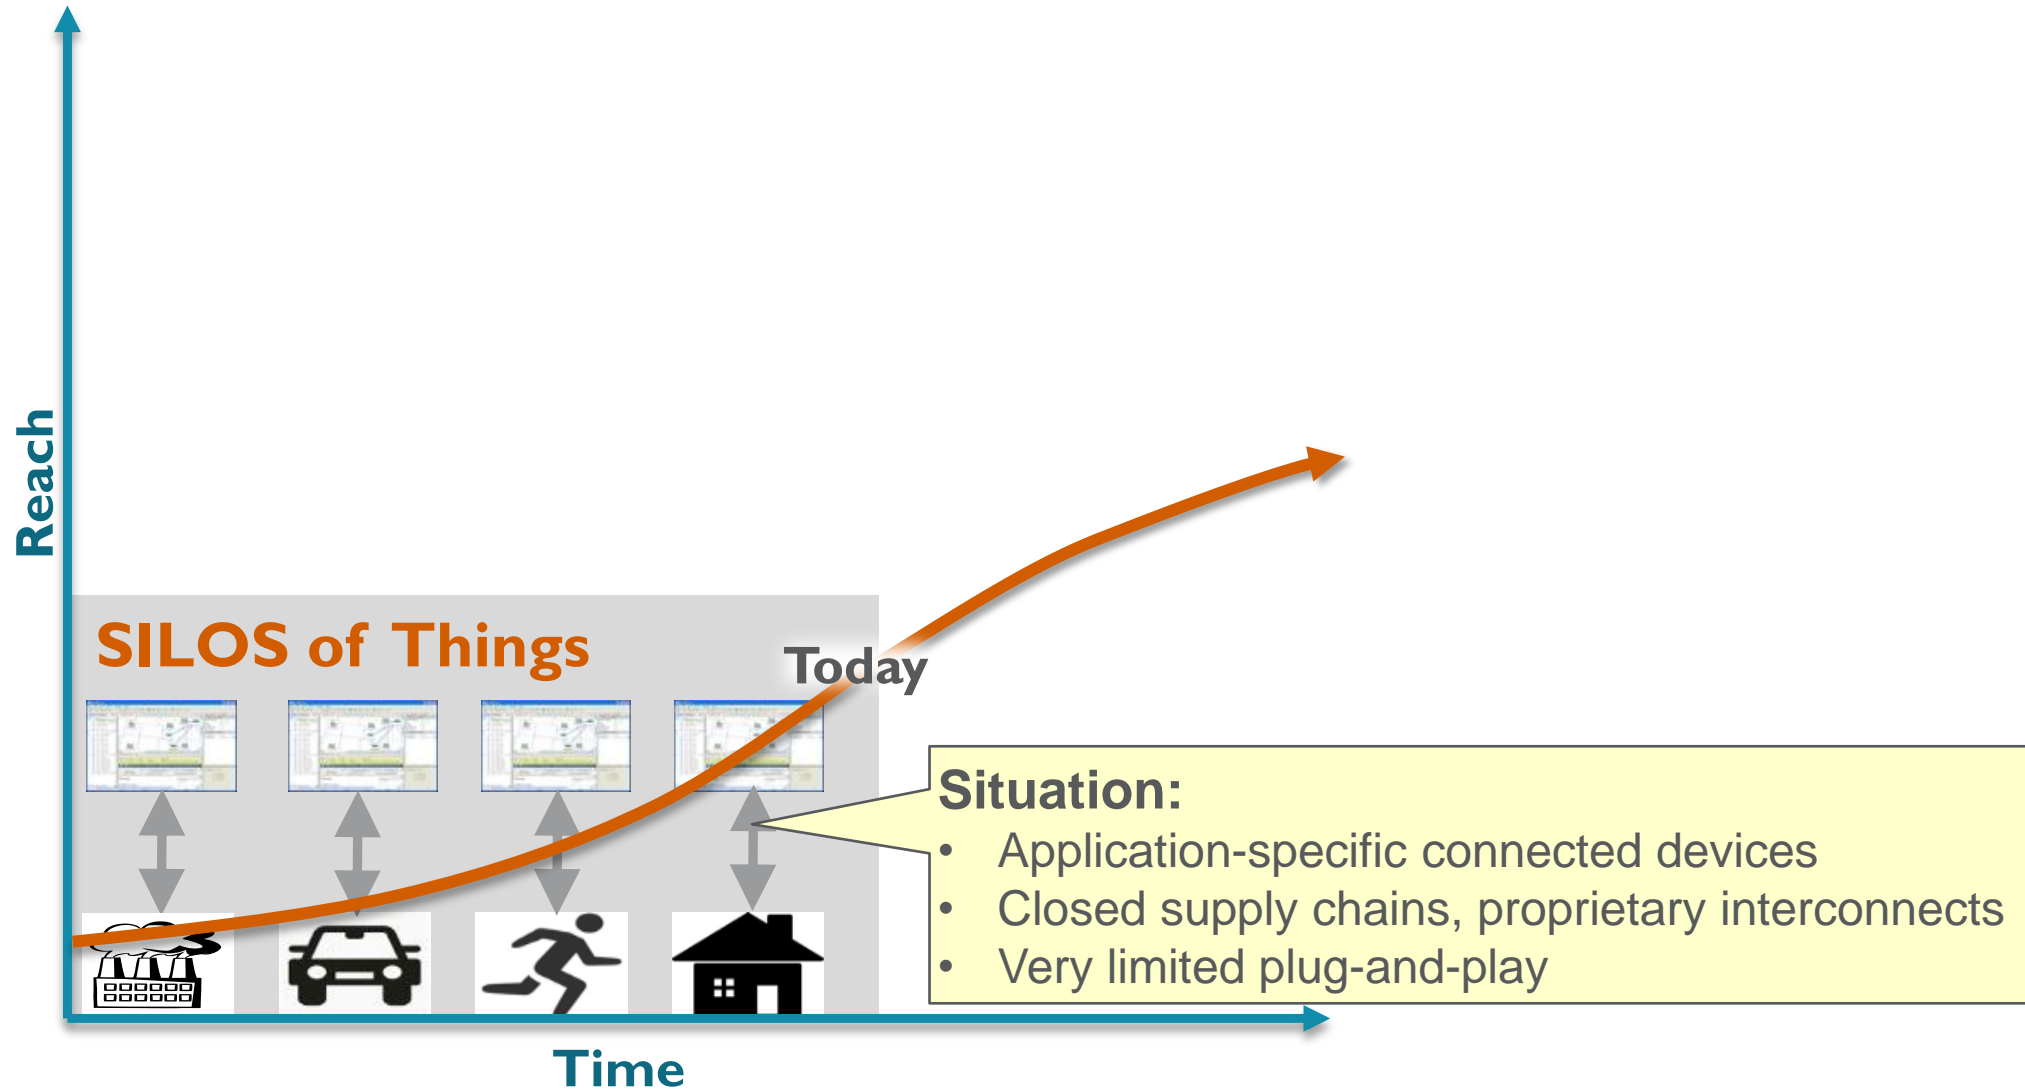 Reach
SILOS of Things
Today
Situation:
• Application-specific connected devices
• Closed supply chains, proprietary interconnects
• Very limited plug-and-play
Time